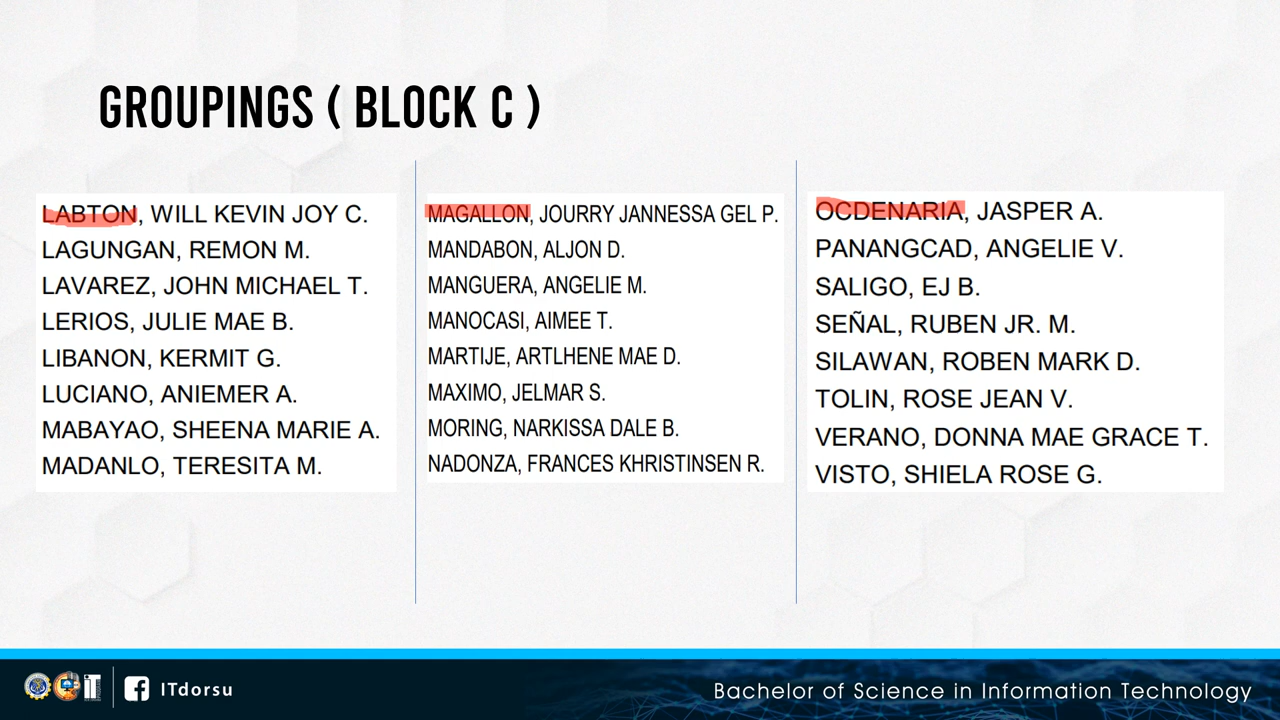 GROUPINGS ( BLOCK C )
LABTON, WILL KEVIN JOY C.
LAGUNGAN, REMON M.
LAVAREZ, JOHN MICHAEL T.
LERIOS, JULIE MAE B.
LIBANON, KERMIT G.
LUCIANO, ANIEMER A.
MABAYAO, SHEENA MARIE A.
MADANLO, TERESITA M.
MAGALLON, JOURRY JANNESSA GEL P.
MANDABON, ALJON D.
MANGUERA, ANGELIE M.
MANOCASI, AIMEE T.
MARTIJE, ARTLHENE MAE D.
MAXIMO, JELMAR S.
MORING, NARKISSA DALE B.
NADONZA, FRANCES KHRISTINSEN R.
OCDENARIA, JASPER A.
PANANGCAD, ANGELIE V.
SALIGO, EJ B.
SEÑAL, RUBEN JR. M.
SILAWAN, ROBEN MARK D.
TOLIN, ROSE JEAN V.
VERANO, DONNA MAE GRACE T.
VISTO, SHIELA ROSE G.
ITdorsu
Bachelor of Science in Information Technology